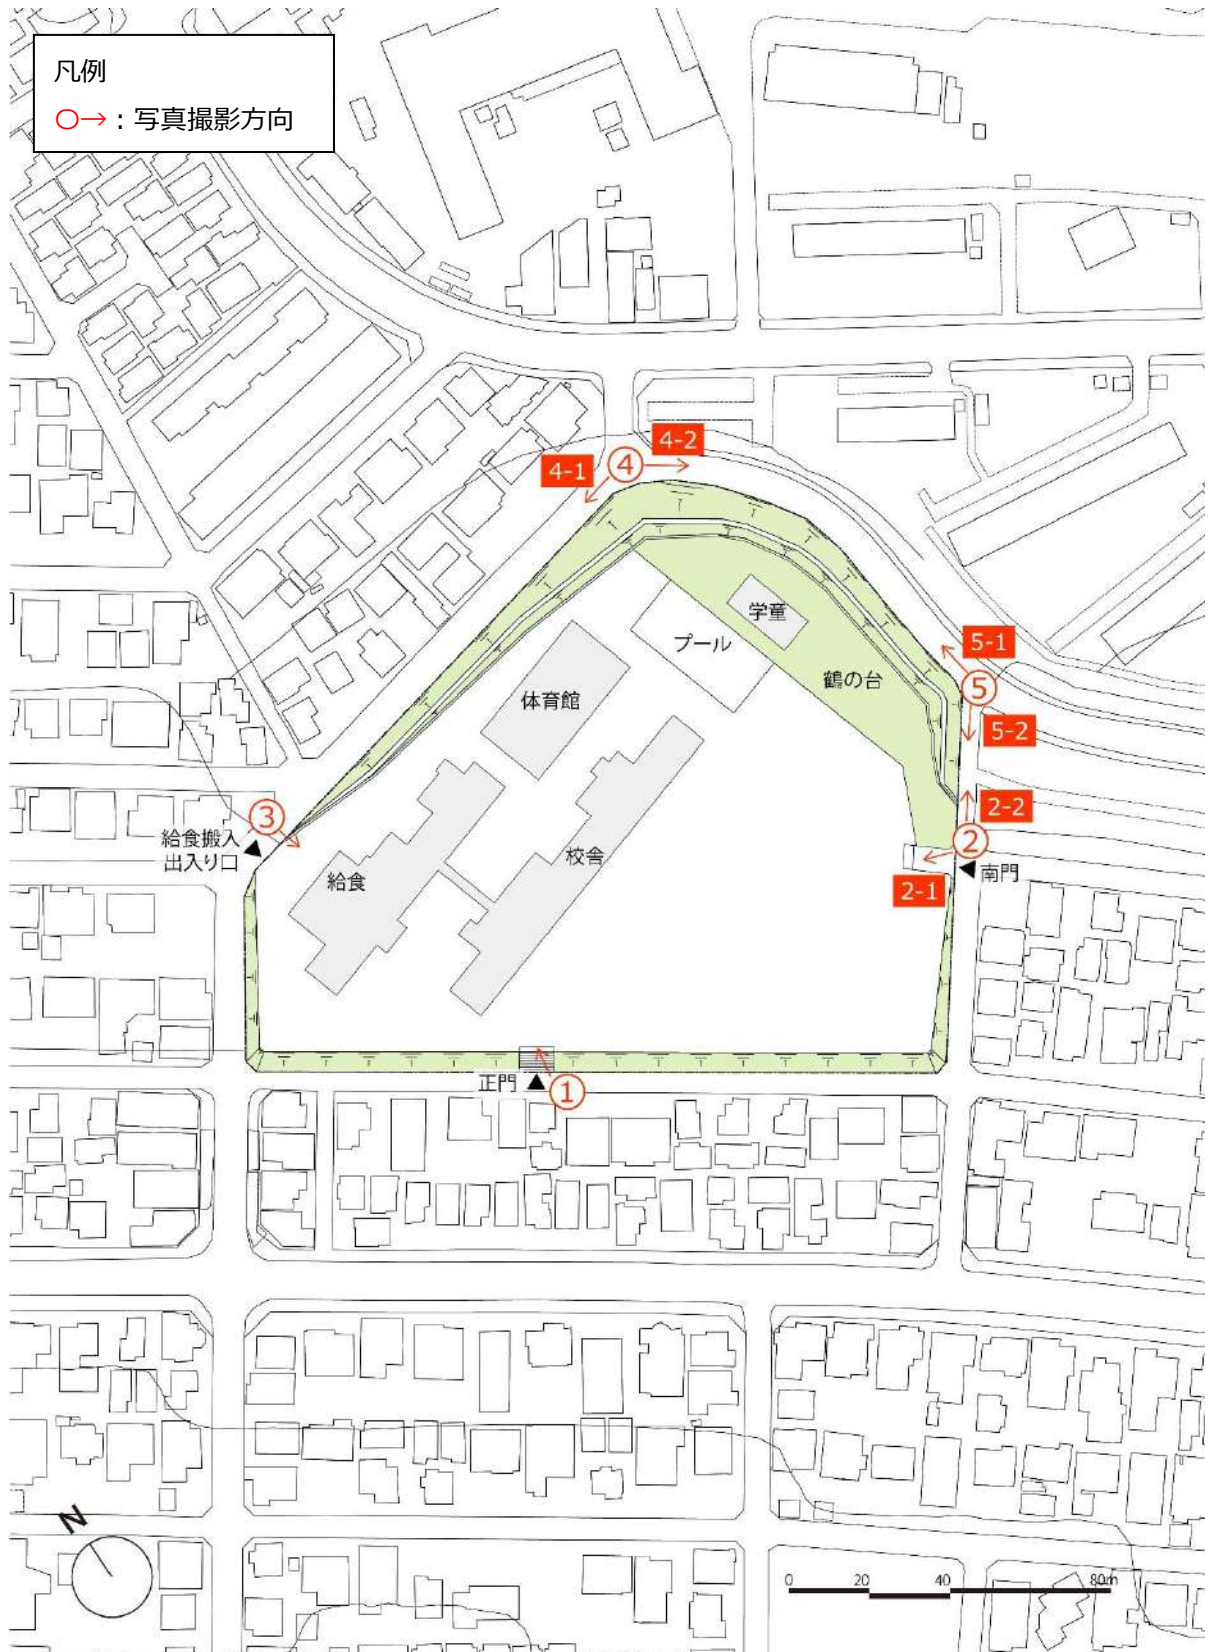 凡例
○→：写真撮影方向
4-2
4-1
④
学童
プール
5-1
鶴の台
⑤
体育館
5-2
2-2
③
給食搬入
出入り口
②
校舎
南門
給食
2-1
正門
①
N
0 20 40 80m